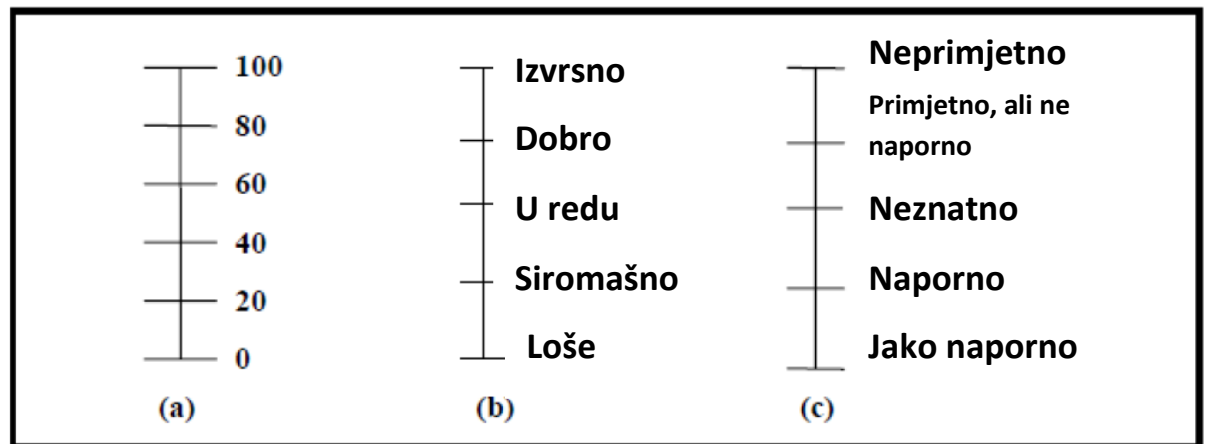 100
80
60
40
20
0
(a)
Izvrsno
Dobro
U redu
Siromašno
Loše
(b)
Neprimjetno
Primjetno, ali ne
naporno
Neznatno
Naporno
Jako naporno
(c)